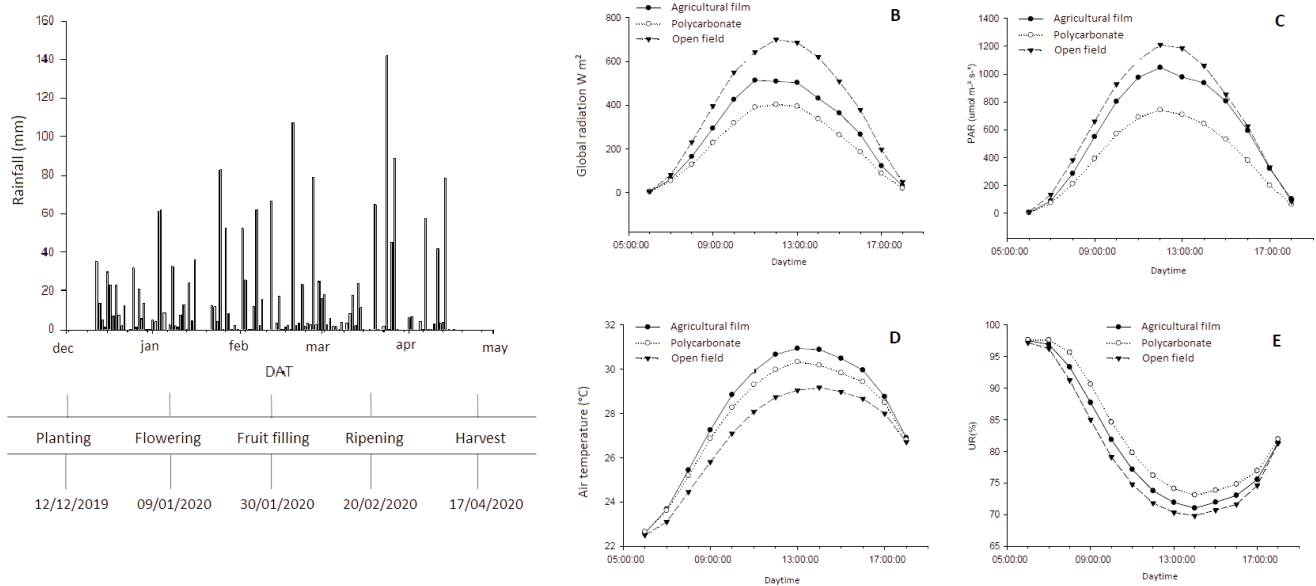 Rainfall (mm)
160
140
120
100
80
60
40
20
0
dec jan feb mar apr may
DAT
Planting Flowering Fruit filling Ripening Harvest
12/12/2019 09/01/2020 30/01/2020 20/02/2020 17/04/2020
B
Agricultural film
Polycarbonate
Open field
Global radiation W m²
800
600
400
200
0
05:00:00 09:00:00 13:00:00 17:05:00
Daytime
C
Agricultural film
Polycarbonate
Open field
PAR (umol m-² s-¹)
1400
1200
1000
800
600
400
200
0
05:00:00 09:00:00 13:00:00 17:00:00
Daytime
D
Agricultural film
Polycarbonate
Open field
Air temperature (°C)
32
30
28
26
24
22
05:00:00 09:00:00 13:00:00 17:00:00
Daytime
E
Agricultural film
Polycarbonate
Open field
UR(%)
100
95
90
85
80
75
70
65
05:00:00 09:00:00 13:00:00 17:00:00
Daytime